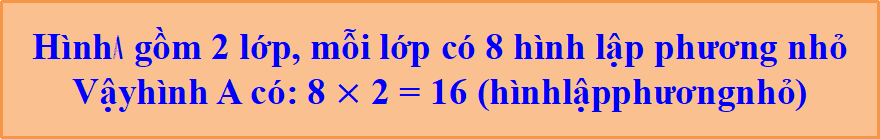 Hình A gồm 2 lớp, mỗi lớp có 8 hình lập phương nhỏ
Vậyhình A có: 8 × 2 = 16 (hìnhlậpphươngnhỏ)